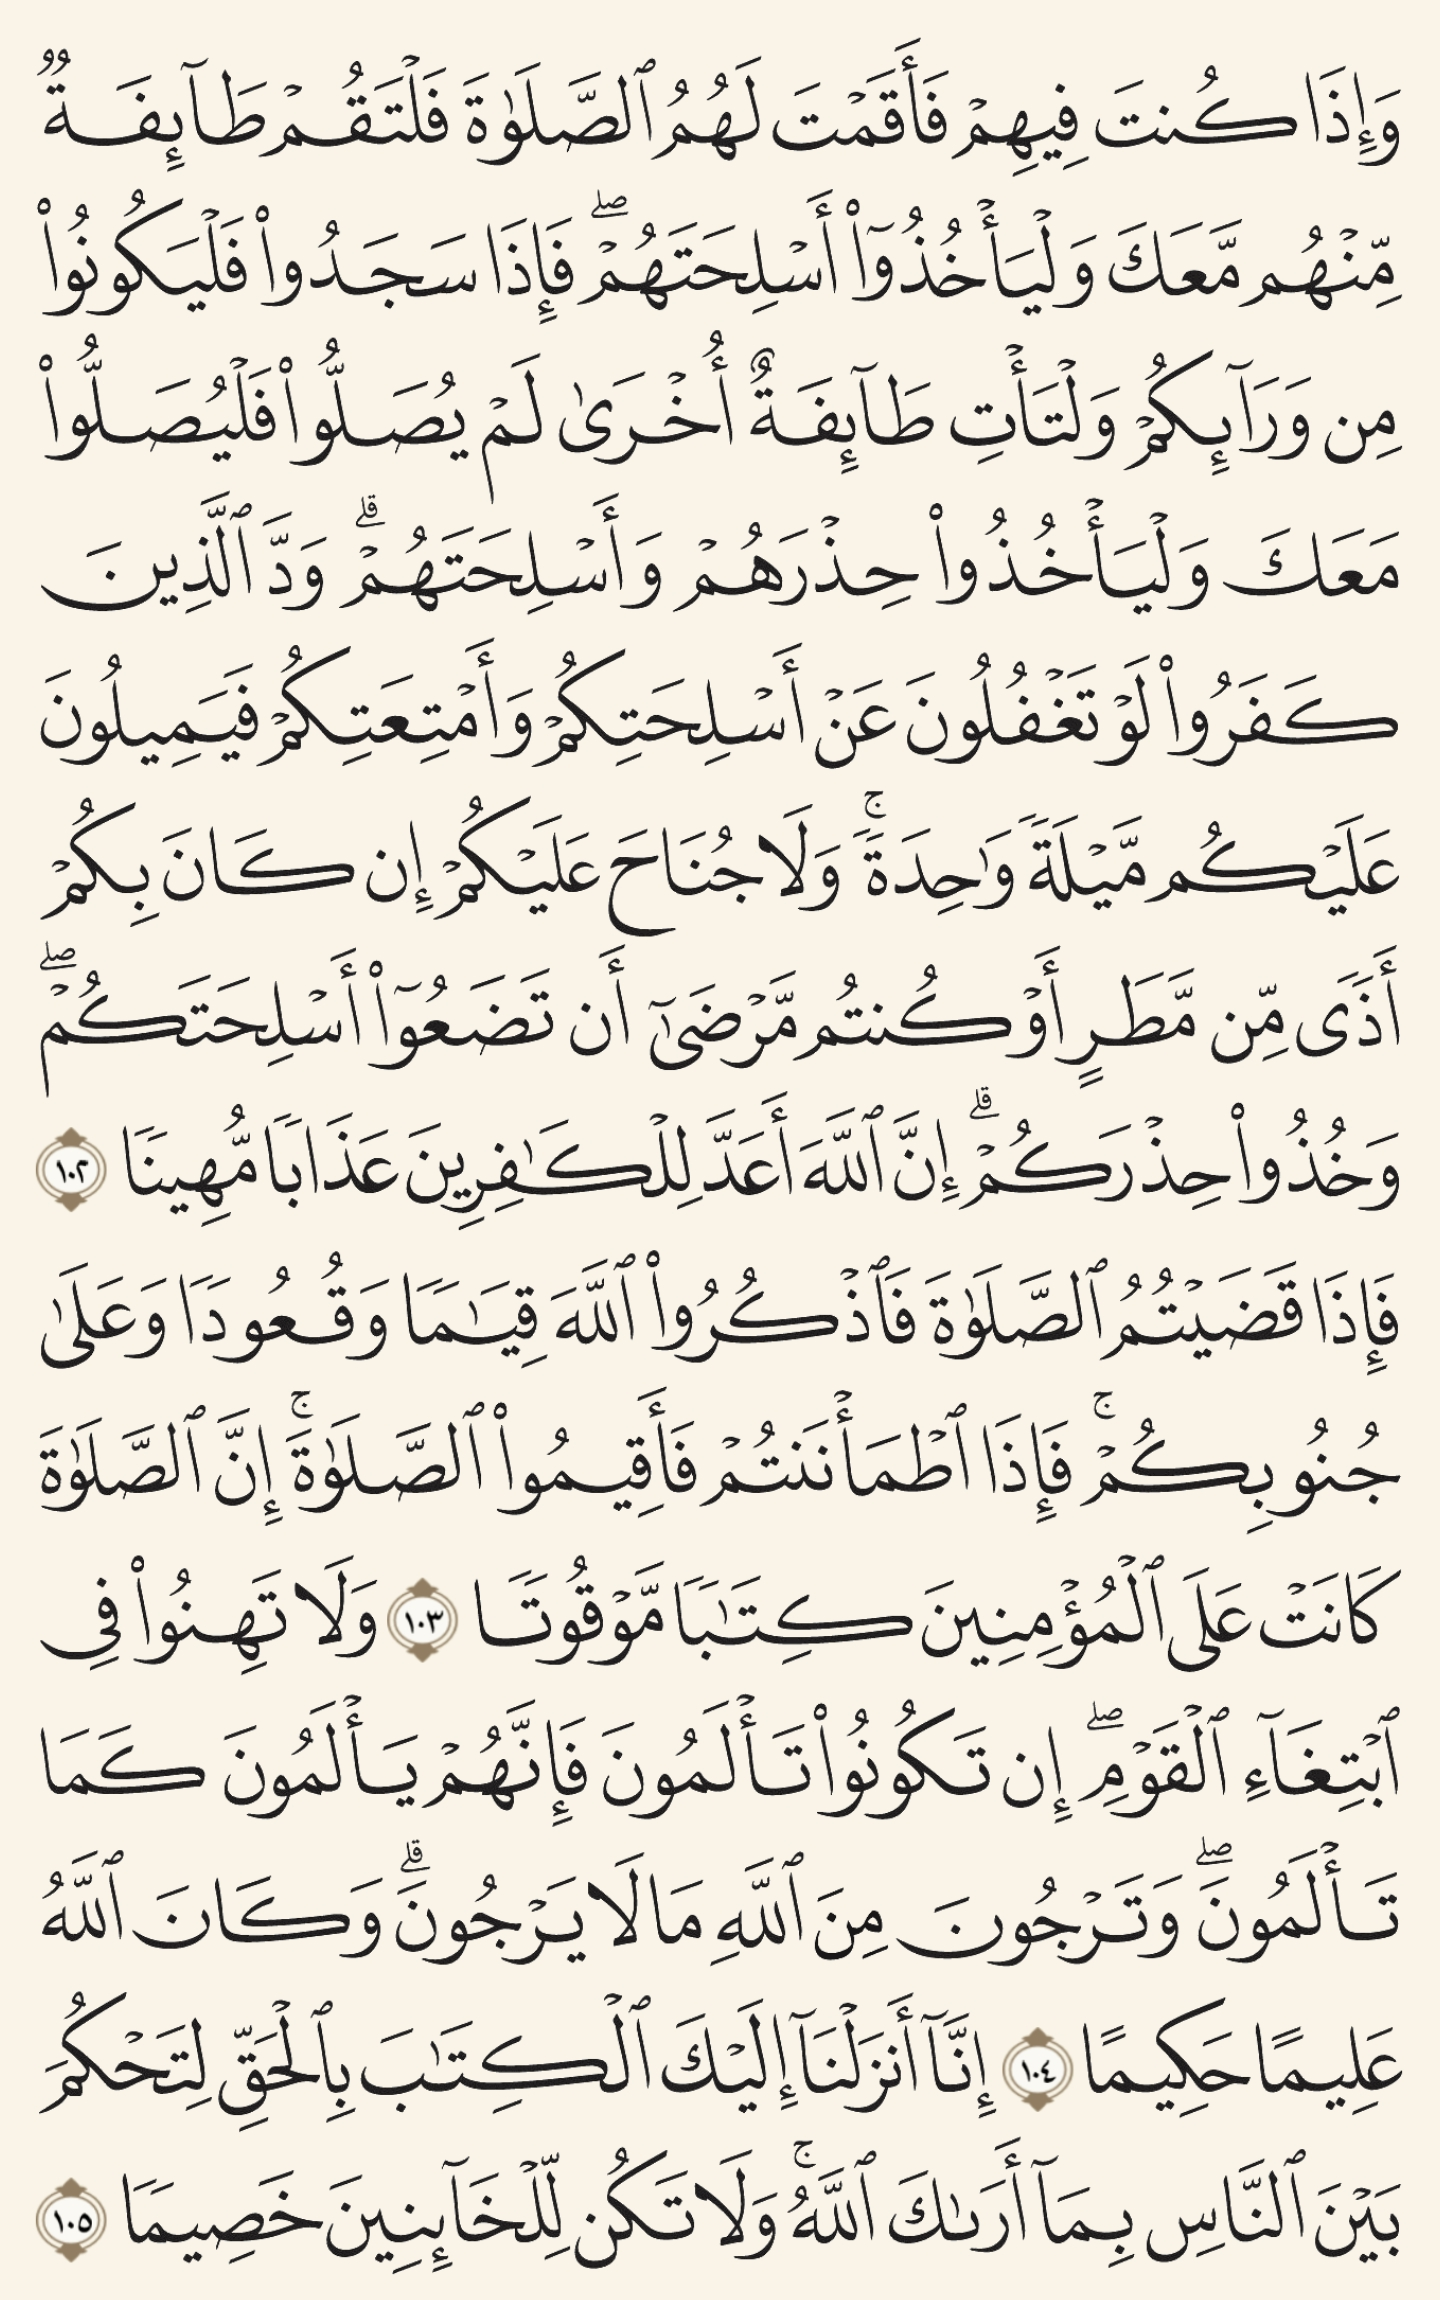 وَإِذَا كُنتَ فِيهِمْ فَأَقَمْتَ لَهُمُ ٱلصَّلَوٰةَ فَلْتَقُمْ طَآئِفَةٌ
مِّنْهُم مَّعَكَ وَلْيَأْخُذُوٓا۟ أَسْلِحَتَهُمْ ۖ فَإِذَا سَجَدُوا۟ فَلْيَكُونُوا۟
مِن وَرَآئِكُمْ وَلْتَأْتِ طَآئِفَةٌ أُخْرَىٰ لَمْ يُصَلُّوا۟ فَلْيُصَلُّوا۟
مَعَكَ وَلْيَأْخُذُوا۟ حِذْرَهُمْ وَأَسْلِحَتَهُمْ ۗ وَدَّ ٱلَّذِينَ
كَفَرُوا۟ لَوْ تَغْفُلُونَ عَنْ أَسْلِحَتِكُمْ وَأَمْتِعَتِكُمْ فَيَمِيلُونَ
عَلَيْكُم مَّيْلَةً وَٰحِدَةً ۚ وَلَا جُنَاحَ عَلَيْكُمْ إِن كَانَ بِكُمْ
أَذًى مِّن مَّطَرٍ أَوْ كُنتُم مَّرْضَىٰٓ أَن تَضَعُوٓا۟ أَسْلِحَتَكُمْ ۖ
وَخُذُوا۟ حِذْرَكُمْ ۗ إِنَّ ٱللَّهَ أَعَدَّ لِلْكَٰفِرِينَ عَذَابًا مُّهِينًا ١٠٢
فَإِذَا قَضَيْتُمُ ٱلصَّلَوٰةَ فَٱذْكُرُوا۟ ٱللَّهَ قِيَٰمًا وَقُعُودًا وَعَلَىٰ
جُنُوبِكُمْ ۚ فَإِذَا ٱطْمَأْنَنتُمْ فَأَقِيمُوا۟ ٱلصَّلَوٰةَ ۚ إِنَّ ٱلصَّلَوٰةَ
كَانَتْ عَلَى ٱلْمُؤْمِنِينَ كِتَٰبًا مَّوْقُوتًا ١٠٣ وَلَا تَهِنُوا۟ فِى
ٱبْتِغَآءِ ٱلْقَوْمِ ۖ إِن تَكُونُوا۟ تَأْلَمُونَ فَإِنَّهُمْ يَأْلَمُونَ كَمَا
تَأْلَمُونَ ۖ وَتَرْجُونَ مِنَ ٱللَّهِ مَا لَا يَرْجُونَ ۗ وَكَانَ ٱللَّهُ
عَلِيمًا حَكِيمًا ١٠٤ إِنَّآ أَنزَلْنَآ إِلَيْكَ ٱلْكِتَٰبَ بِٱلْحَقِّ لِتَحْكُمَ
بَيْنَ ٱلنَّاسِ بِمَآ أَرَىٰكَ ٱللَّهُ ۚ وَلَا تَكُن لِّلْخَآئِنِينَ خَصِيمًا ١٠٥